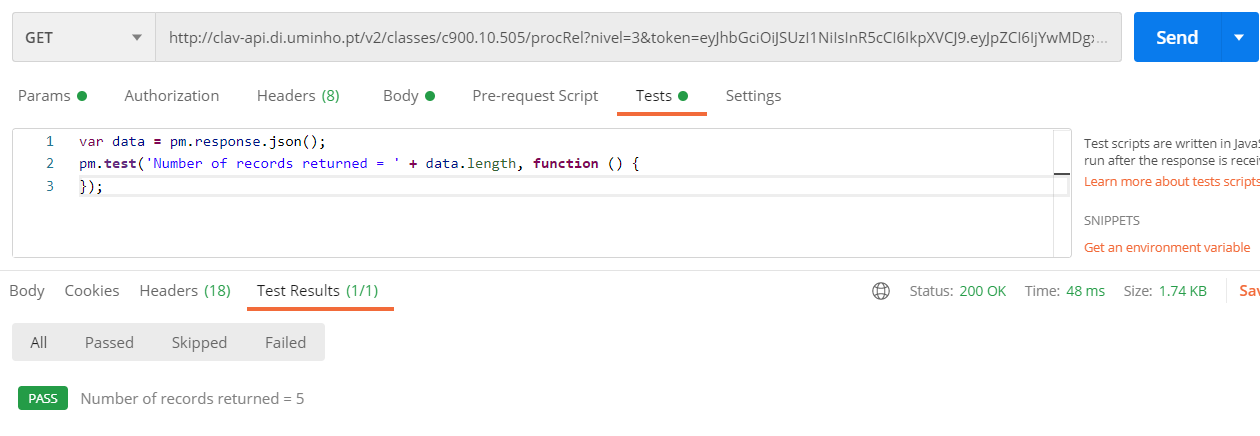 GET http://clav-api.di.uminho.pt/v2/classes/c900.10.505/procRel?nivel=3&token=eyJhbGciOiJSUzI1NiIsInR5cCI6IkpXVCJ9.eyJpZCI6IjYwMDgx... Send
Params Authorization Headers (8) Body Pre-request Script Tests Settings
1 var data = pm.response.json();
2 pm.test('Number of records returned = ' + data.length, function () {
3 });
Test scripts are written in JavaS
run after the response is recei
Learn more about tests scripts
SNIPPETS
Get an environment variable
Body Cookies Headers (18) Test Results (1/1) Status: 200 OK Time: 48 ms Size: 1.74 KB Sav
All Passed Skipped Failed
PASS Number of records returned = 5